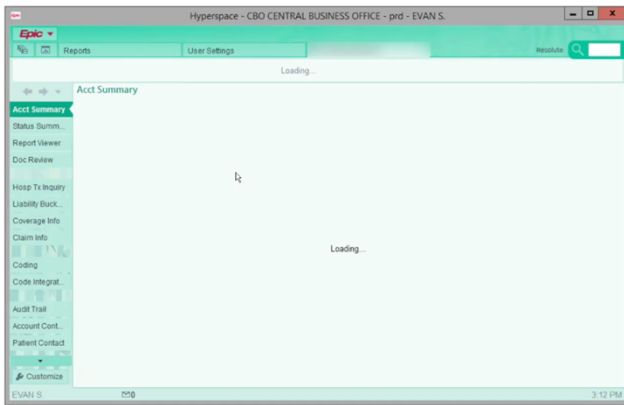 Epic
Hyperspace - CBO CENTRAL BUSINESS OFFICE - prd - EVAN S.
Epic
Reports
User Settings
Resolute
Loading...
Acct Summary
Acct Summary
Status Summ...
Report Viewer
Doc Review
Hosp Tx Inquiry
Liability Buck...
Coverage Info
Claim Info
Loading...
Coding
Code Integrat...
Audit Trail
Account Cont...
Patient Contact
Customize
EVAN S.
0
3:12 PM